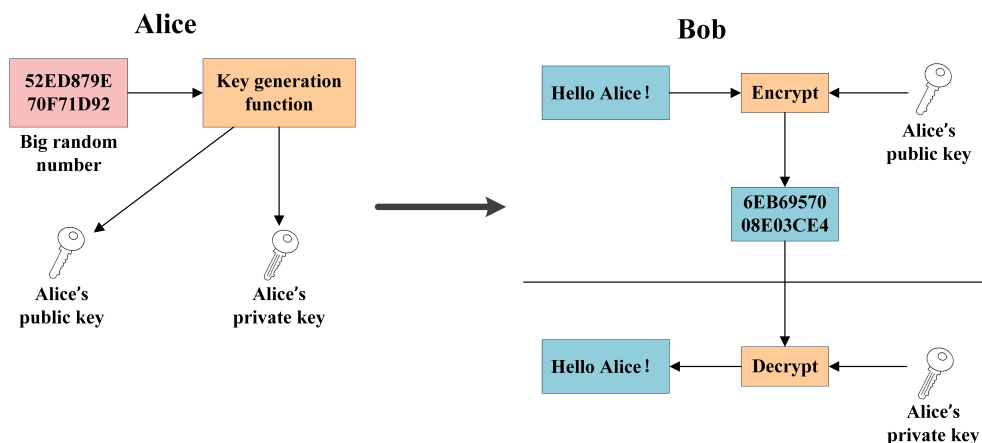 Alice
52ED879E
70F71D92
Big random
number
Key generation
function
Alice's
public key
Alice's
private key
Bob
Hello Alice!
Encrypt
Alice's
public key
6EB69570
08E03CE4
Hello Alice!
Decrypt
Alice's
private key